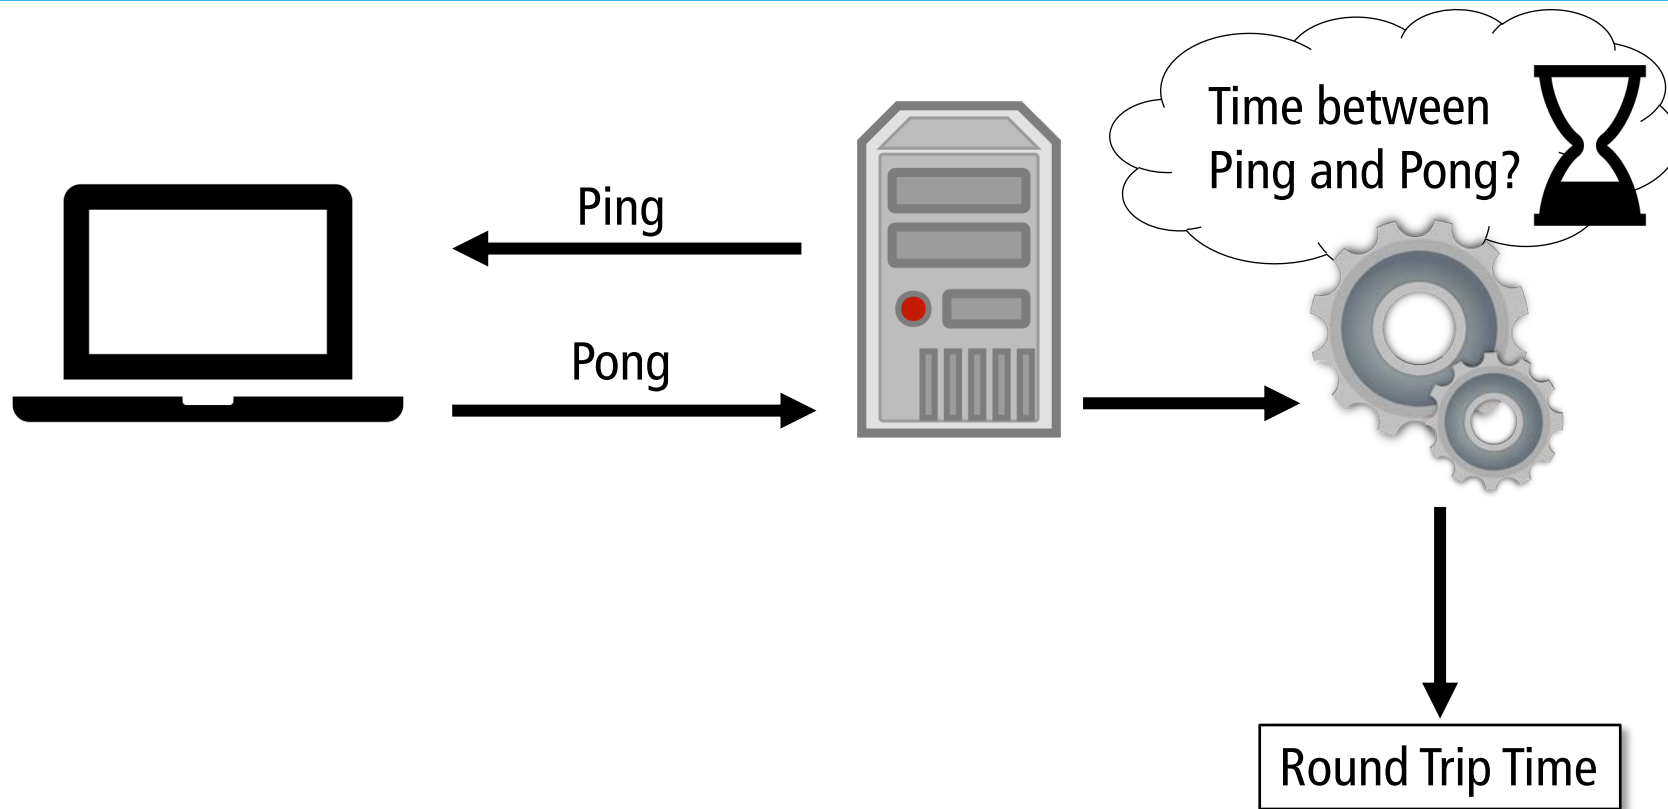 Time between
Ping and Pong?
Ping
Pong
Round Trip Time